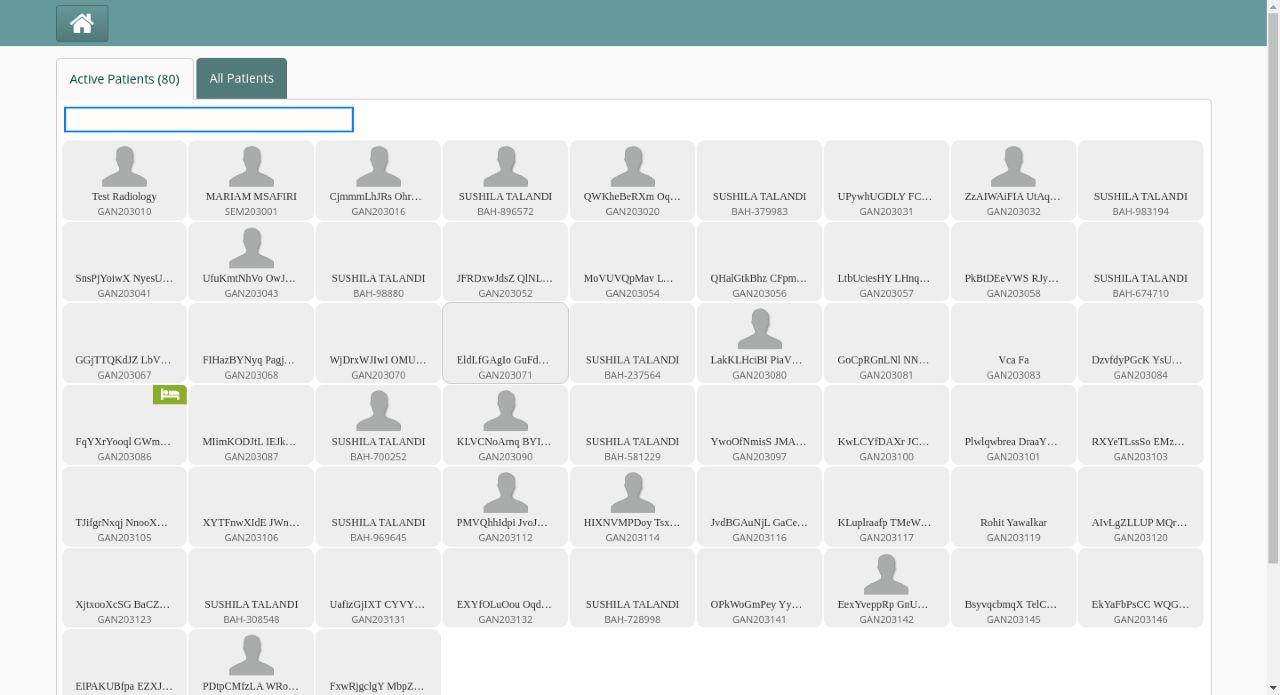 Active Patients (80)
All Patients
Test Radiology
GAN203010
MARIAM MSAFIRI
SEM203001
CjmmmLhJRs Ohr…
GAN203016
SUSHILA TALANDI
BAH-896572
QWKheBeRXm Oq…
GAN203020
SUSHILA TALANDI
BAH-379983
UPywhUGDLY FC…
GAN203031
ZzAIWAiFIA UtAq…
GAN203032
SUSHILA TALANDI
BAH-983194
SnsPjYoiwX NyesU…
GAN203041
UfuKmtNhVo OwJ…
GAN203043
SUSHILA TALANDI
BAH-98880
JFRDxwJdsZ QlNL…
GAN203052
MoVUVQpMav L…
GAN203054
QHalGtkBhz CFpm…
GAN203056
LtbUciesHY LHnq…
GAN203057
PkBtDEeVWS RJy…
GAN203058
SUSHILA TALANDI
BAH-674710
GGjTTQKdJZ LbV…
GAN203067
FIHazBYNyq Pagj…
GAN203068
WjDrxWJIwI OMU…
GAN203070
EldLfGAgIo GuFd…
GAN203071
SUSHILA TALANDI
BAH-237564
LakKLHciBI PiaV…
GAN203080
GoCpRGnLNl NN…
GAN203081
Vca Fa
GAN203083
DzvfdyPGcK YsU…
GAN203084
FqYXrYooql GWm…
GAN203086
MIimKODJtL IEJk…
GAN203087
SUSHILA TALANDI
BAH-700252
KLVCNoArnq BYI…
GAN203090
SUSHILA TALANDI
BAH-581229
YwoOfNmisS JMA…
GAN203097
KwLCYfDAXr JC…
GAN203100
Plwlqwbrea DraaY…
GAN203101
RXYeTLssSo EMz…
GAN203103
TJifgrNxqj NnooX…
GAN203105
XYTFnwXIdE JWn…
GAN203106
SUSHILA TALANDI
BAH-969645
PMVQhhIdpi JvoJ…
GAN203112
HIXNVMPDoy Tsx…
GAN203114
JvdBGAuNjL GaCe…
GAN203116
KLuplraafp TMeW…
GAN203117
Rohit Yawalkar
GAN203119
AIvLgZLLUP MQr…
GAN203120
XjtxooXcSG BaCZ…
GAN203123
SUSHILA TALANDI
BAH-308548
UafizGjIXT CYVY…
GAN203131
EXYfOLuOou Oqd…
GAN203132
SUSHILA TALANDI
BAH-728998
OPkWoGmPey Yy…
GAN203141
EexYveppRp GnU…
GAN203142
BsyvqcbmqX TelC…
GAN203145
EkYaFbPsCC WQG…
GAN203146
EIPAKUBfpa EZXJ…
PDtpCMfzLA WRo…
FxwRjgclgY MbpZ…